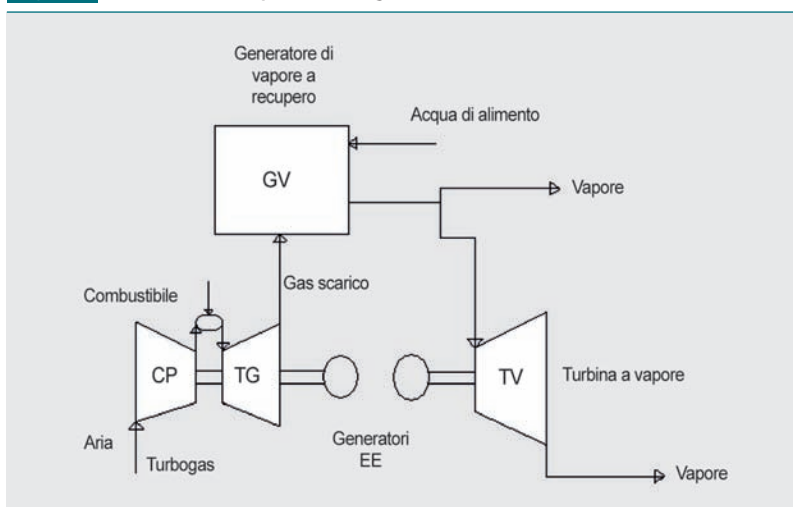 Generatore di
vapore a
recupero
Acqua di alimento
GV
Vapore
Gas scarico
Combustibile
CP
TG
TV
Turbina a vapore
Aria
Turbogas
Generatori
EE
Vapore